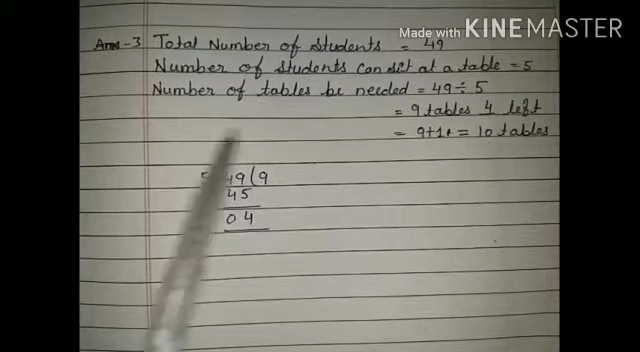 Made with KINEMASTER
Ans-3 Total Number of students = 49
Number of students can sit at a table = 5
Number of tables be needed = 49 ÷ 5
= 9 tables 4 left
= 9+1 = 10 tables
49(9
45
04